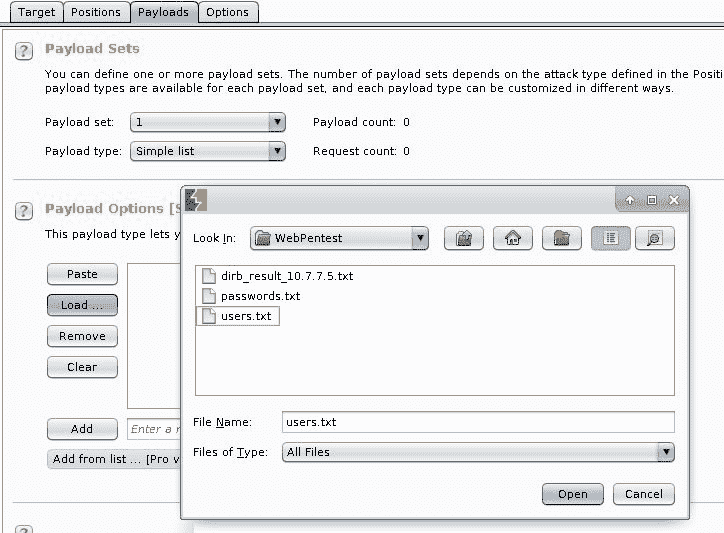 Target Positions Payloads Options
? Payload Sets
You can define one or more payload sets. The number of payload sets depends on the attack type defined in the Positi
payload types are available for each payload set, and each payload type can be customized in different ways.
Payload set: 1 Payload count: 0
Payload type: Simple list Request count: 0
? Payload Options [S
This payload type lets y
Paste
Load ...
Remove
Clear
Add Enter a n
Add from list ... [Pro v
?
Look In: WebPentest
dirb_result_10.7.7.5.txt
passwords.txt
users.txt
File Name: users.txt
Files of Type: All Files
Open Cancel